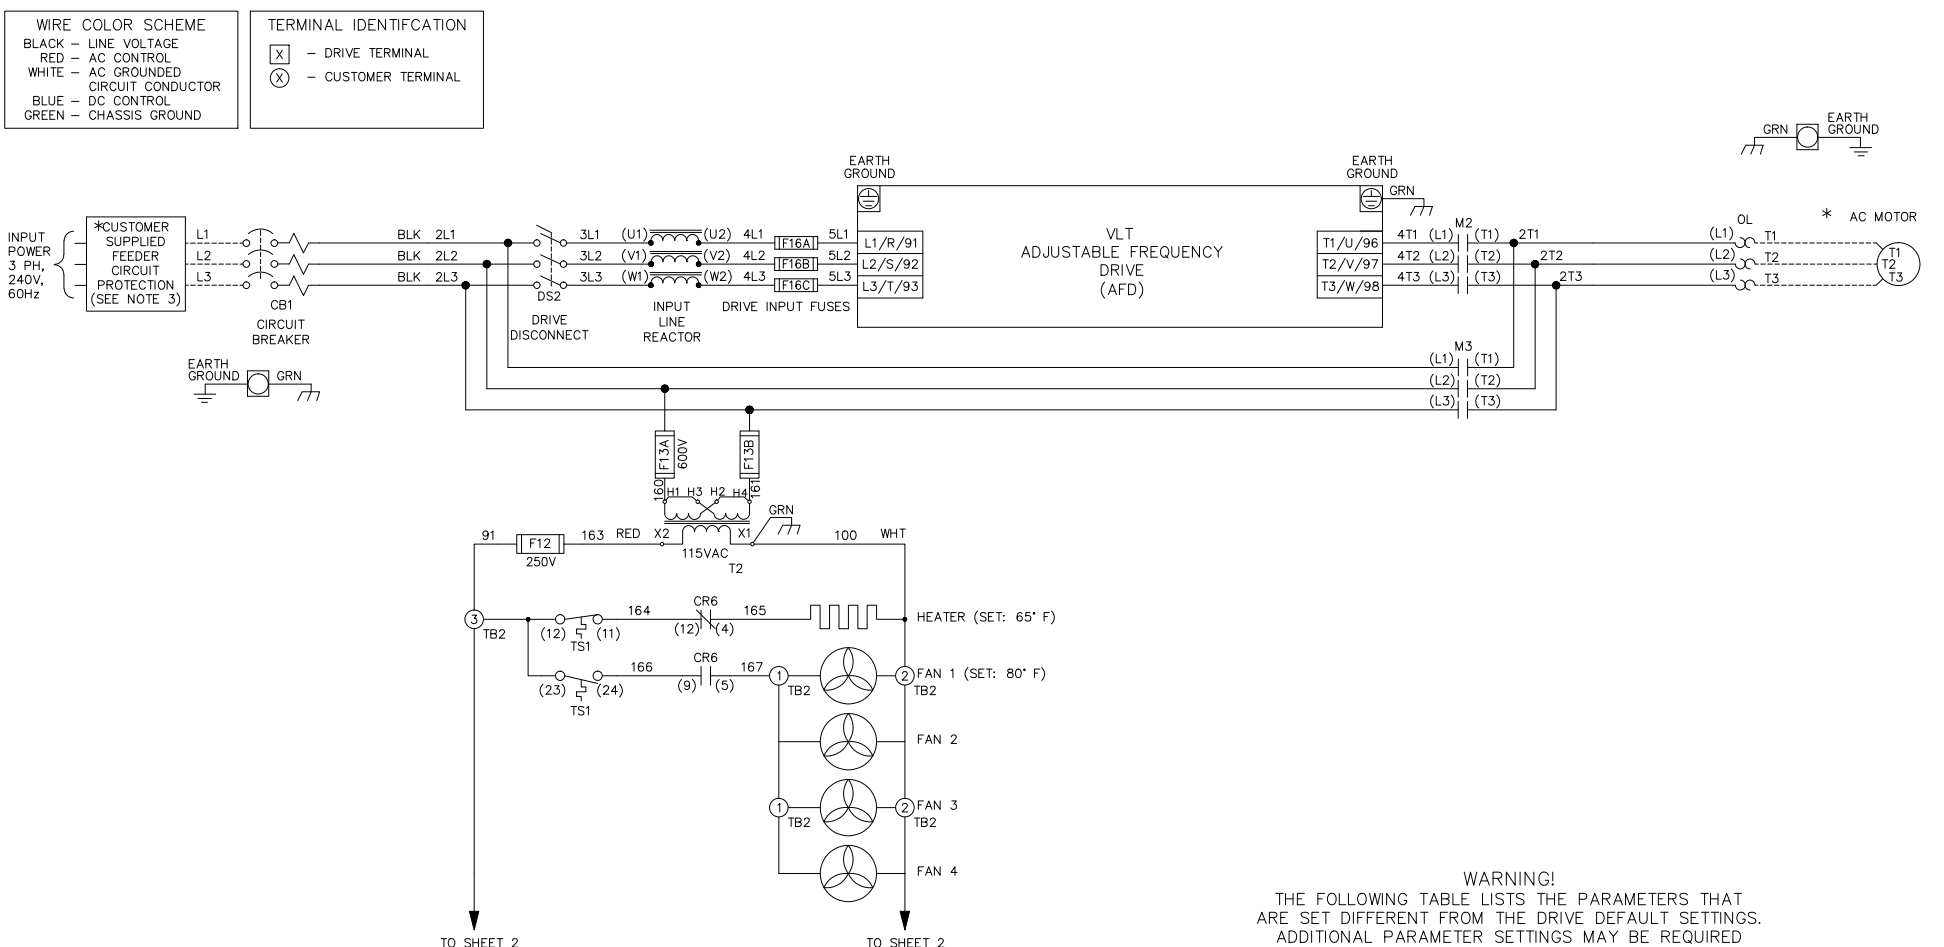 WIRE COLOR SCHEME
BLACK – LINE VOLTAGE
RED – AC CONTROL
WHITE – AC GROUNDED
CIRCUIT CONDUCTOR
BLUE – DC CONTROL
GREEN – CHASSIS GROUND
TERMINAL IDENTIFCATION
X – DRIVE TERMINAL
X – CUSTOMER TERMINAL
GRN
EARTH
GROUND
INPUT
POWER
3 PH,
240V,
60Hz
*CUSTOMER
SUPPLIED
FEEDER
CIRCUIT
PROTECTION
(SEE NOTE 3)
L1
L2
L3
CB1
CIRCUIT
BREAKER
BLK 2L1
BLK 2L2
BLK 2L3
DS2
DRIVE
DISCONNECT
3L1 (U1) (U2) 4L1 F16A 5L1
3L2 (V1) (V2) 4L2 F16B 5L2
3L3 (W1) (W2) 4L3 F16C 5L3
INPUT
LINE
REACTOR
DRIVE INPUT FUSES
EARTH
GROUND
L1/R/91
L2/S/92
L3/T/93
VLT
ADJUSTABLE FREQUENCY
DRIVE
(AFD)
EARTH
GROUND
GRN
T1/U/96
T2/V/97
T3/W/98
M2
4T1 (L1) (T1) 2T1
4T2 (L2) (T2) 2T2
4T3 (L3) (T3) 2T3
OL
(L1) T1
(L2) T2
(L3) T3
* AC MOTOR
T1
T2
T3
M3
(L1) (T1)
(L2) (T2)
(L3) (T3)
EARTH
GROUND
GRN
F13A
600V
F13B
160
161
H1 H3 H2 H4
GRN
91
F12
250V
163 RED X2
115VAC
X1
T2
100 WHT
3
TB2
(12) (11)
TS1
164
CR6
(12) (4)
165
HEATER (SET: 65° F)
(23) (24)
TS1
166
CR6
(9) (5)
167
1
TB2
2
TB2
FAN 1 (SET: 80° F)
FAN 2
1
TB2
2
TB2
FAN 3
FAN 4
TO SHEET 2
TO SHEET 2
WARNING!
THE FOLLOWING TABLE LISTS THE PARAMETERS THAT
ARE SET DIFFERENT FROM THE DRIVE DEFAULT SETTINGS.
ADDITIONAL PARAMETER SETTINGS MAY BE REQUIRED